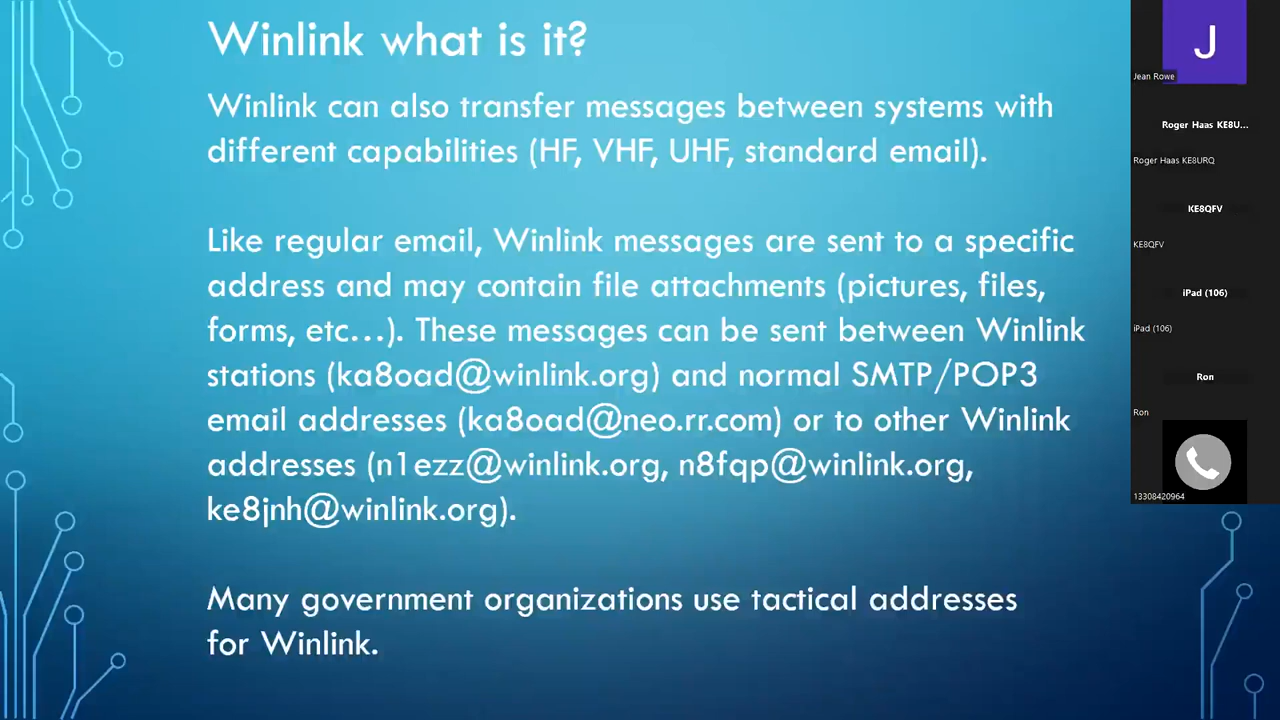 Winlink what is it?
Winlink can also transfer messages between systems with
different capabilities (HF, VHF, UHF, standard email).
Like regular email, Winlink messages are sent to a specific
address and may contain file attachments (pictures, files,
forms, etc...). These messages can be sent between Winlink
stations (ka8oad@winlink.org) and normal SMTP/POP3
email addresses (ka8oad@neo.rr.com) or to other Winlink
addresses (n1ezz@winlink.org, n8fqp@winlink.org,
ke8jnh@winlink.org).
Many government organizations use tactical addresses
for Winlink.
J
Jean Rowe
Roger Haas KE8U...
Roger Haas KE8URQ
KE8QFV
KE8QFV
iPad (106)
iPad (106)
Ron
Ron
13308420964